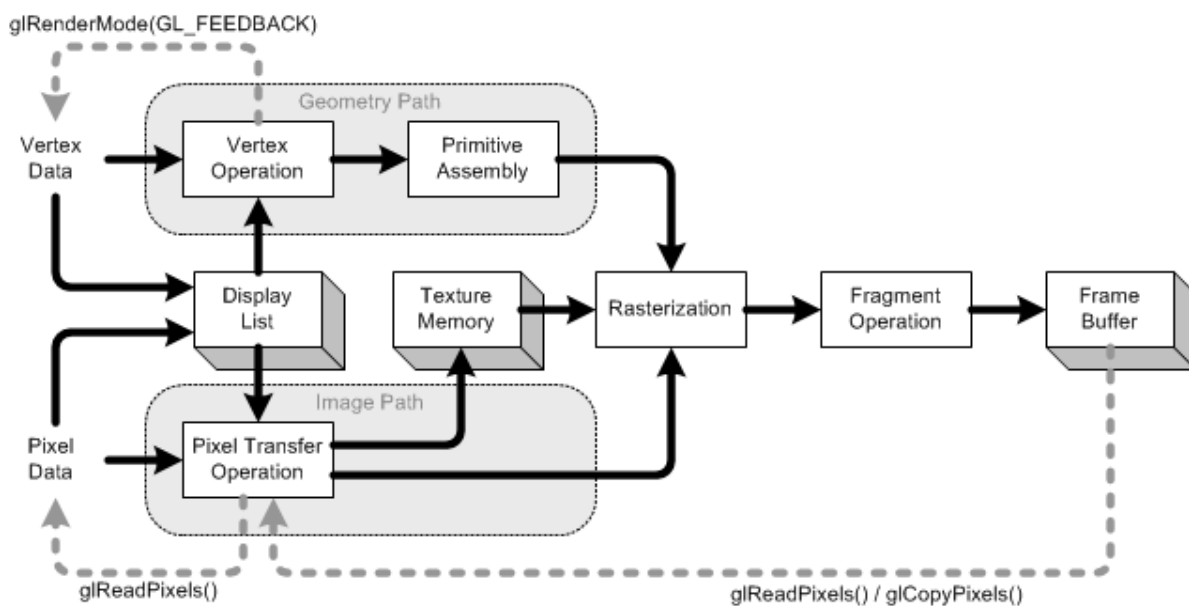 glRenderMode(GL_FEEDBACK)
Geometry Path
Vertex
Data
Vertex
Operation
Primitive
Assembly
Display
List
Texture
Memory
Rasterization
Fragment
Operation
Frame
Buffer
Image Path
Pixel
Data
Pixel Transfer
Operation
glReadPixels()
glReadPixels() / glCopyPixels()